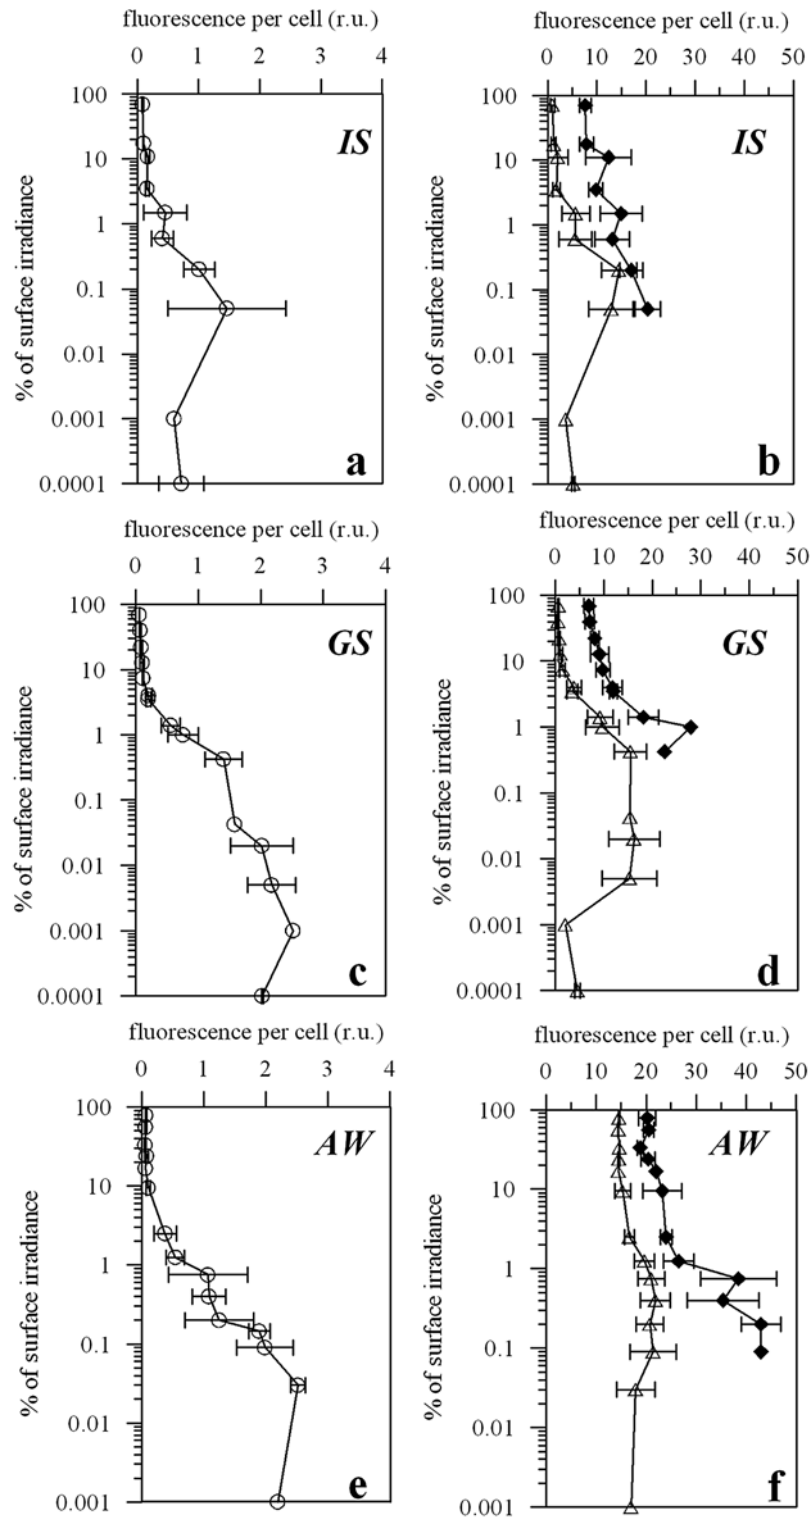 fluorescence per cell (r.u.)
0 1 2 3 4
100
10
1
0.1
0.01
0.001
0.0001
% of surface irradiance
IS
a
fluorescence per cell (r.u.)
0 10 20 30 40 50
100
10
1
0.1
0.01
0.001
0.0001
% of surface irradiance
IS
b
fluorescence per cell (r.u.)
0 1 2 3 4
100
10
1
0.1
0.01
0.001
0.0001
% of surface irradiance
GS
c
fluorescence per cell (r.u.)
0 10 20 30 40 50
100
10
1
0.1
0.01
0.001
0.0001
% of surface irradiance
GS
d
fluorescence per cell (r.u.)
0 1 2 3 4
100
10
1
0.1
0.01
0.001
% of surface irradiance
AW
e
fluorescence per cell (r.u.)
0 10 20 30 40 50
100
10
1
0.1
0.01
0.001
% of surface irradiance
AW
f